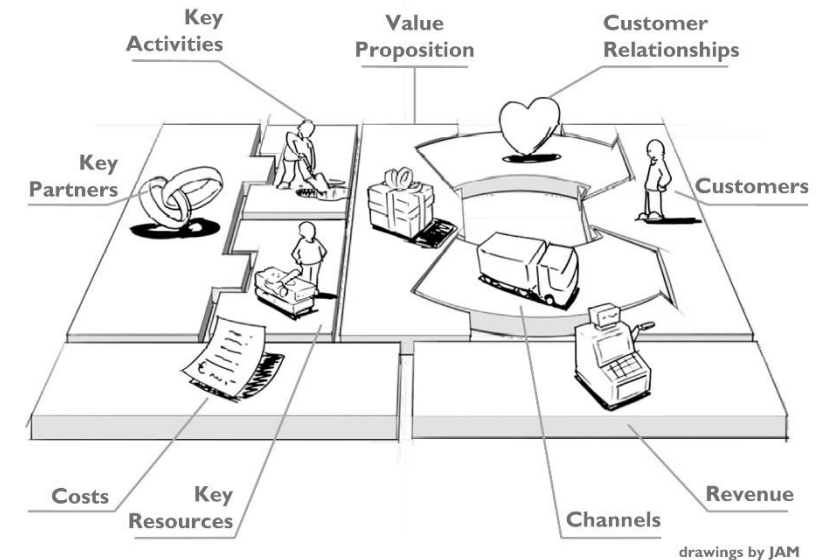 Key
Activities
Value
Proposition
Customer
Relationships
Key
Partners
Customers
€
Costs
Key
Resources
Channels
Revenue
drawings by JAM